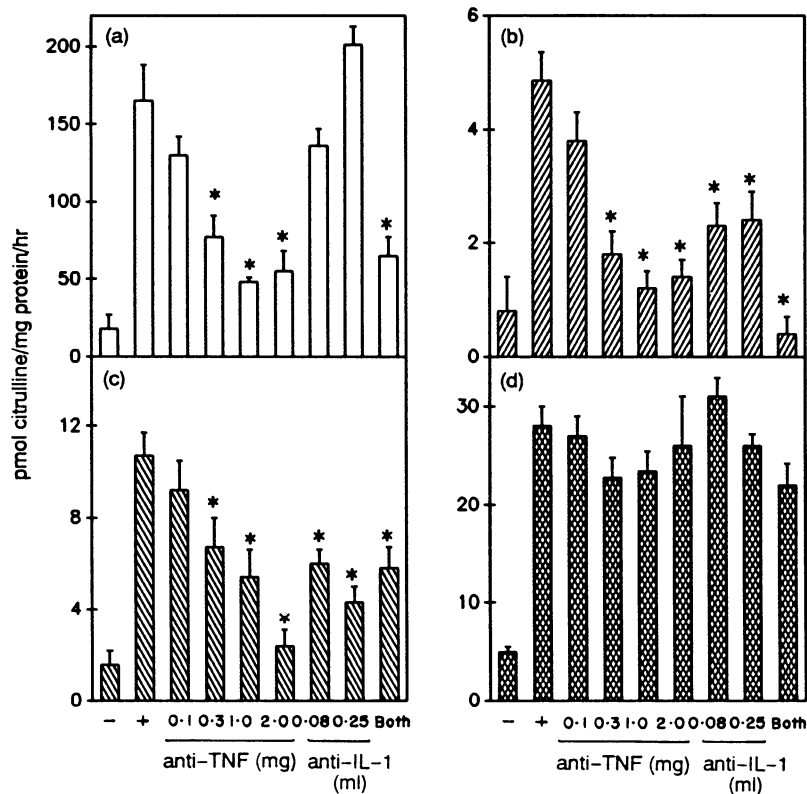 pmol citrulline/mg protein/hr
(a)
200
150
100
50
0
* * * *
(b)
6
4
2
0
* * * * * *
(c)
12
8
4
0
* * × * * *
(d)
30
20
10
0
− + 0·1 0·3 1·0 2·0 0·08 0·25 Both
anti-TNF (mg) anti-IL-1
(ml)
− + 0·1 0·3 1·0 2·0 0·08 0·25 Both
anti-TNF (mg) anti-IL-1
(ml)